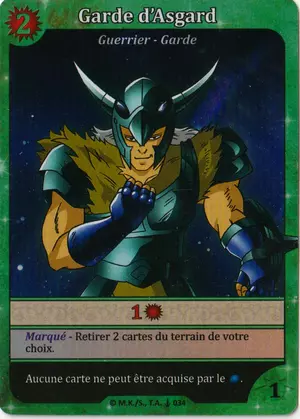 2
Garde d'Asgard
Guerrier - Garde
1
Marqué - Retirer 2 cartes du terrain de votre
choix.
Aucune carte ne peut être acquise par le .
1
© M.K./S., T.A. 034